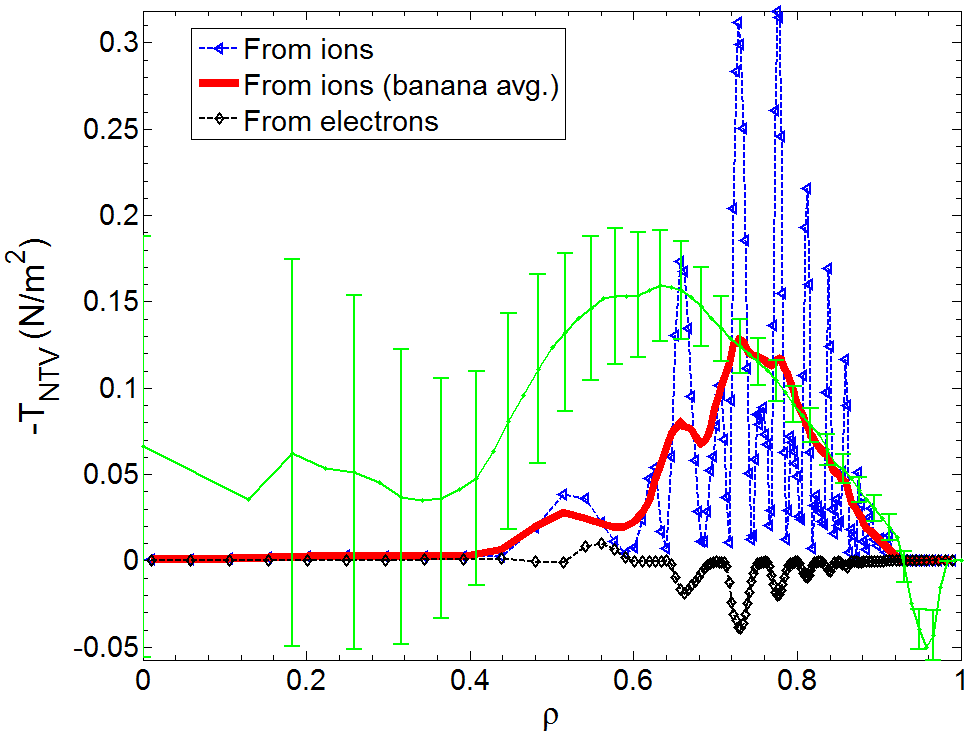 From ions
From ions (banana avg.)
From electrons
-T_NTV (N/m^2)
0.3
0.25
0.2
0.15
0.1
0.05
0
-0.05
0 0.2 0.4 0.6 0.8 1
ρ